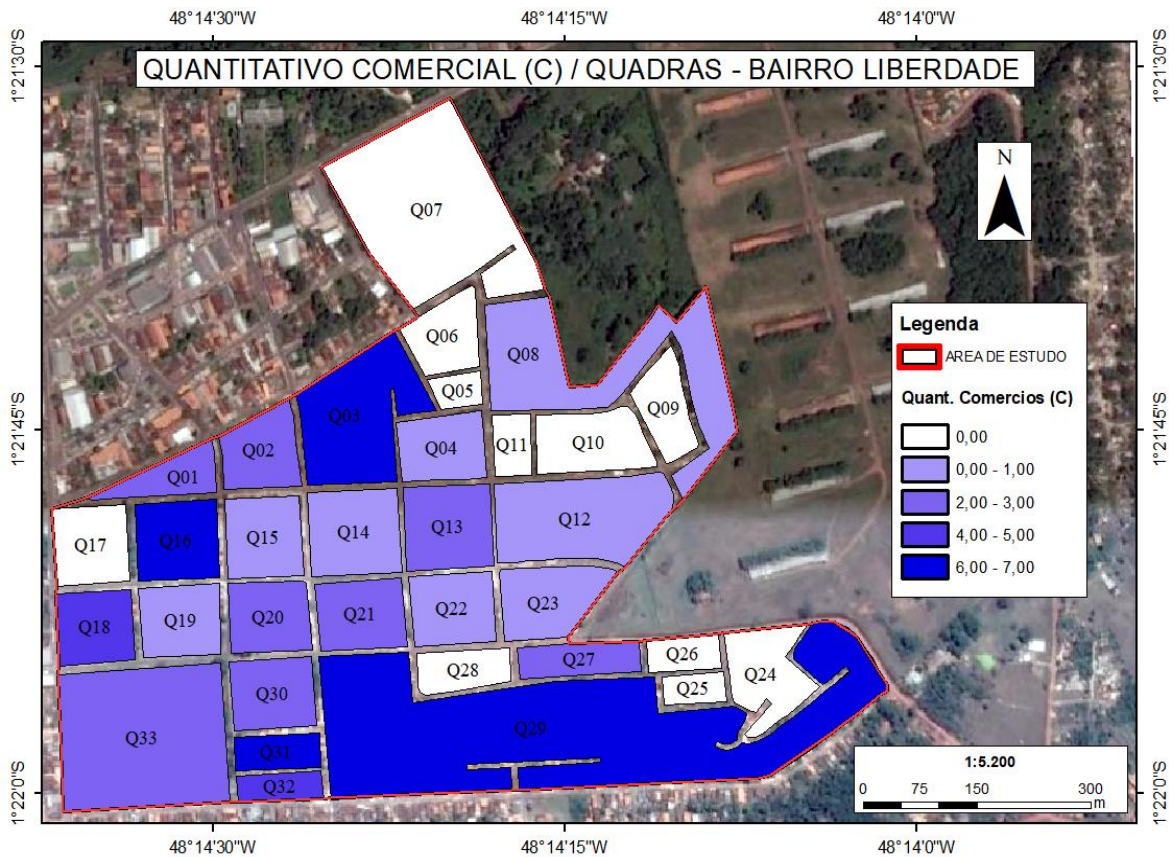 48°14'30"W 48°14'15"W 48°14'0"W
1°21'30"S 1°21'30"S
QUANTITATIVO COMERCIAL (C) / QUADRAS - BAIRRO LIBERDADE
N
Q07
Q06
Q08
Q05
Q03
Q09
Q02
Q04
Q11
Q10
Q01
1°21'45"S 1°21'45"S
Legenda
AREA DE ESTUDO
Quant. Comercios (C)
0,00
0,00 - 1,00
2,00 - 3,00
4,00 - 5,00
6,00 - 7,00
Q17
Q16
Q15
Q14
Q13
Q12
Q18
Q19
Q20
Q21
Q22
Q23
Q28
Q27
Q26
Q24
Q25
Q30
Q33
Q29
Q31
Q32
1:5.200
0 75 150 300
m
1°22'0"S 1°22'0"S
48°14'30"W 48°14'15"W 48°14'0"W